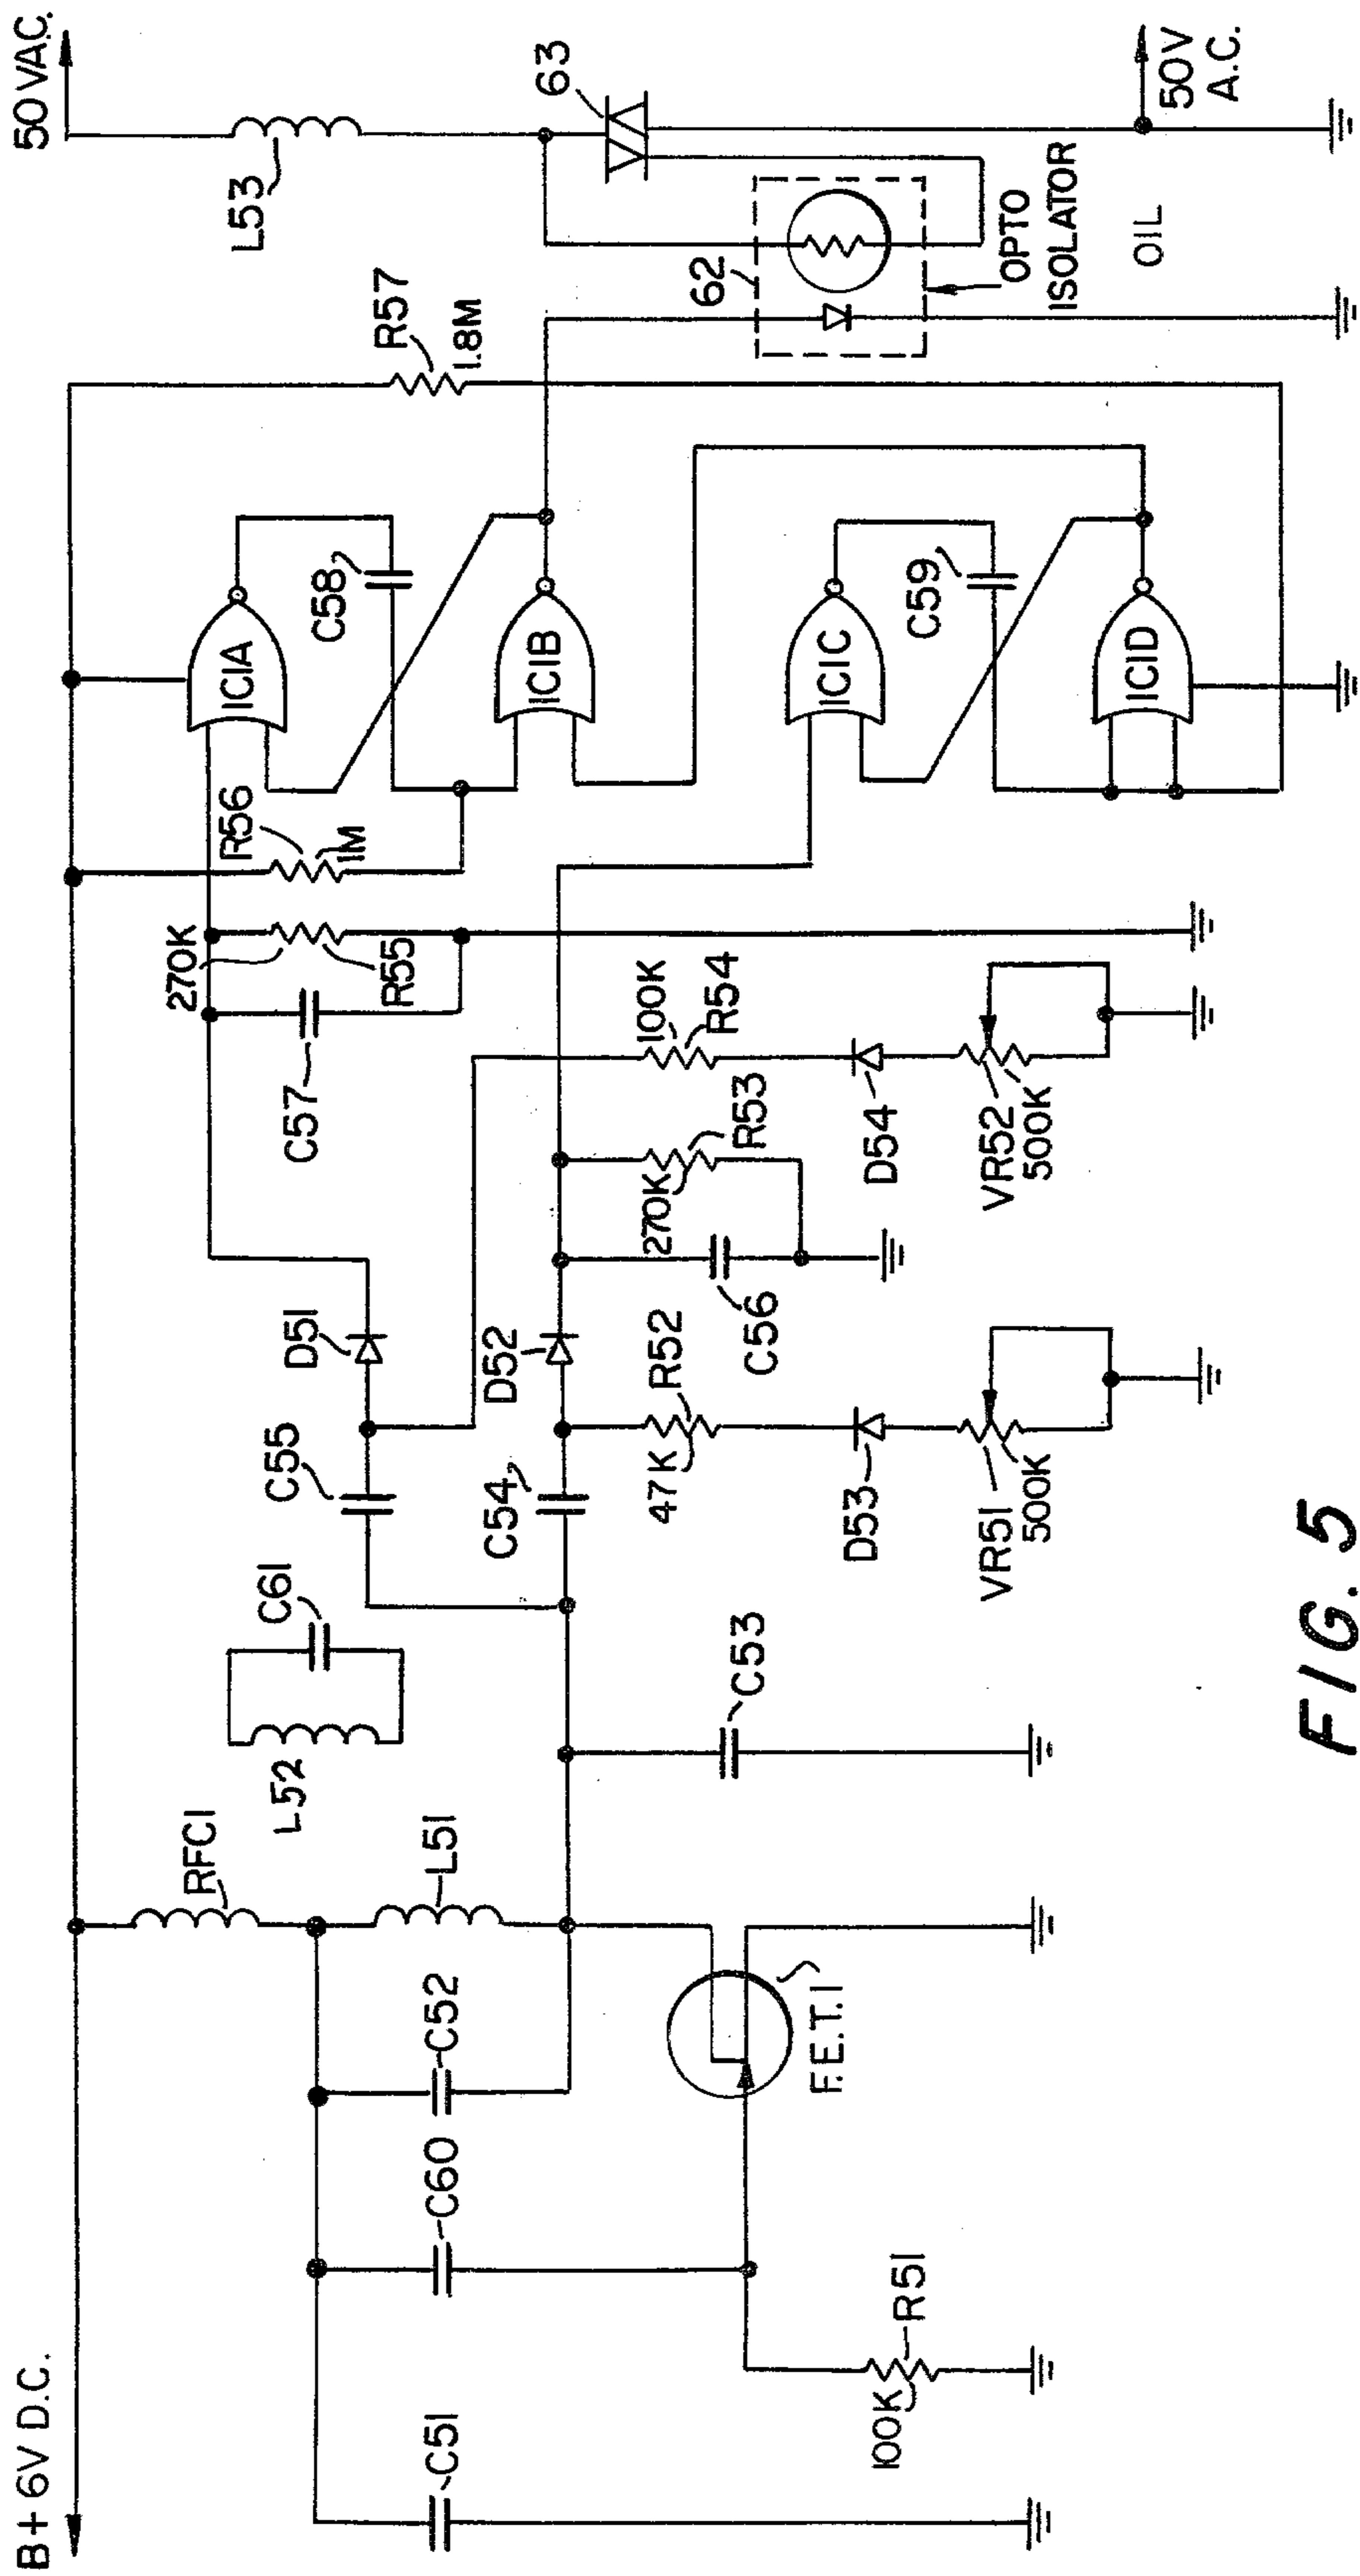 B+ 6V D.C.
50 VAC.
RFC1
L51
L52
C61
C51
C60
C52
C53
R51
100K
F.E.T. 1
C55
D51
C54
D52
R52
47K
D53
VR51
500K
C56
R53
270K
R54
100K
D54
VR52
500K
C57
270K
R55
R56
1M
IC1A
C58
IC1B
IC1C
C59
IC1D
R57
1.8M
L53
63
62
OPTO
ISOLATOR
OIL
50V
A.C.
FIG. 5